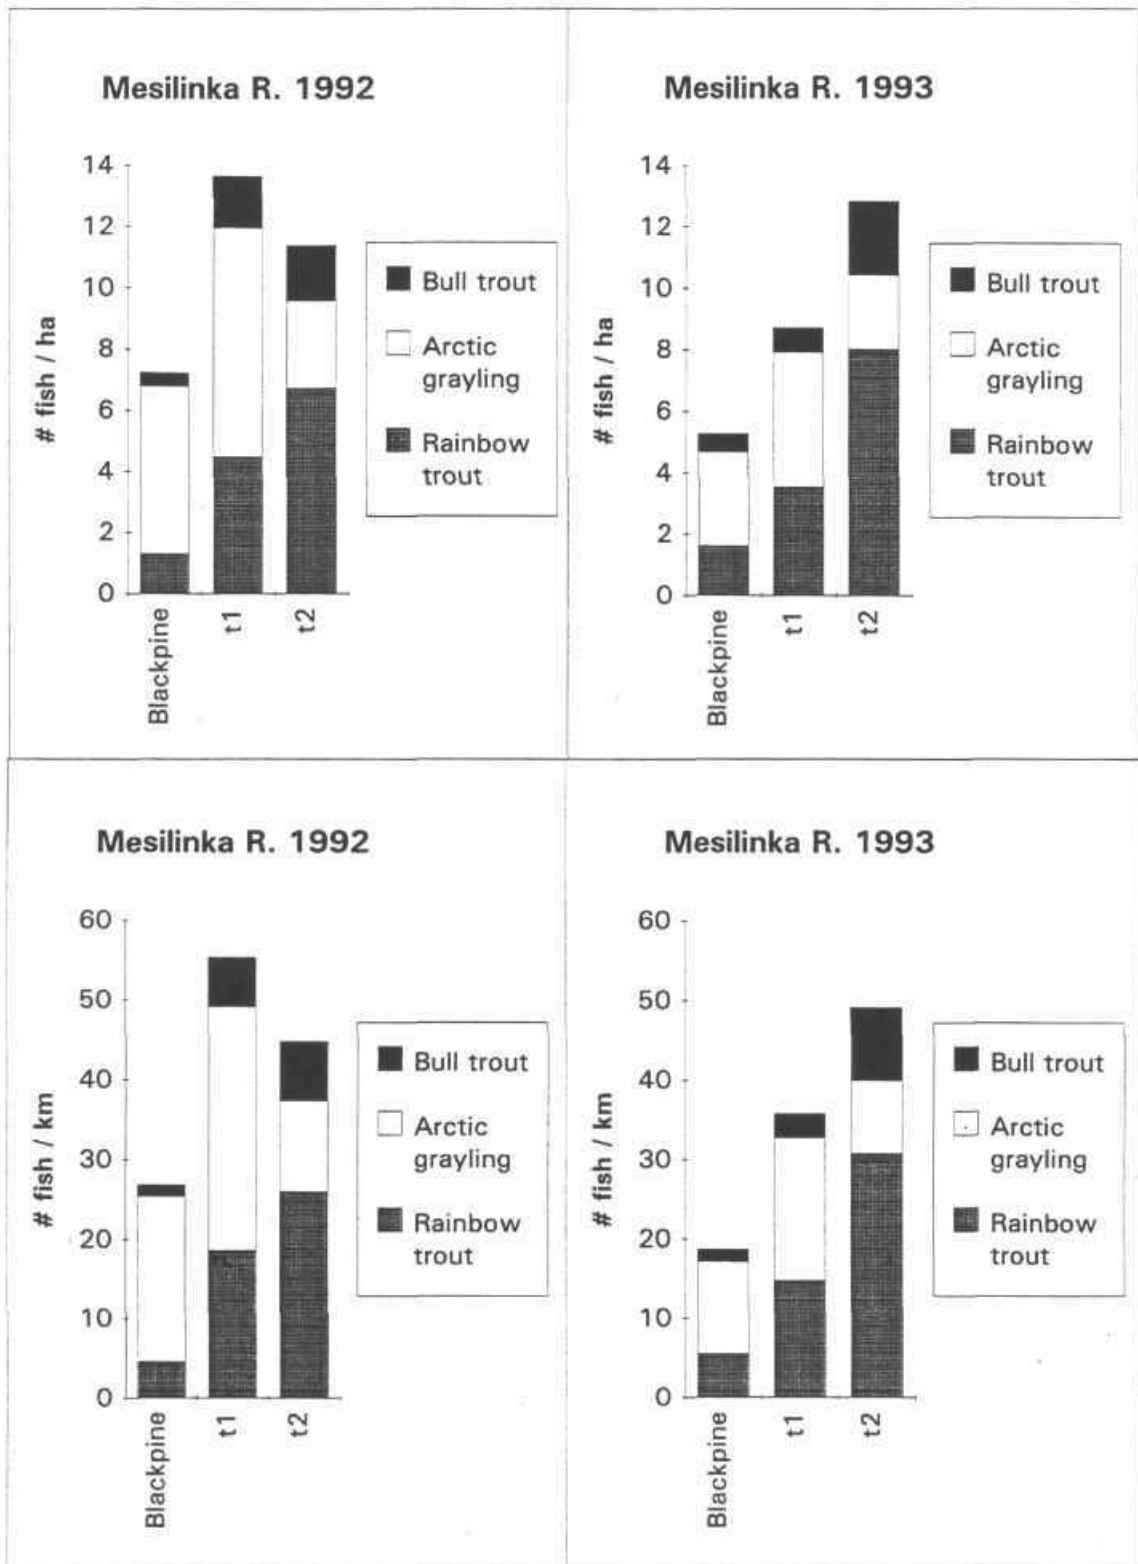 Mesilinka R. 1992
# fish / ha
14
12
10
8
6
4
2
0
Blackpine
t1
t2
Bull trout
Arctic
grayling
Rainbow
trout
Mesilinka R. 1993
# fish / ha
14
12
10
8
6
4
2
0
Blackpine
t1
t2
Bull trout
Arctic
grayling
Rainbow
trout
Mesilinka R. 1992
# fish / km
60
50
40
30
20
10
0
Blackpine
t1
t2
Bull trout
Arctic
grayling
Rainbow
trout
Mesilinka R. 1993
# fish / km
60
50
40
30
20
10
0
Blackpine
t1
t2
Bull trout
Arctic
grayling
Rainbow
trout